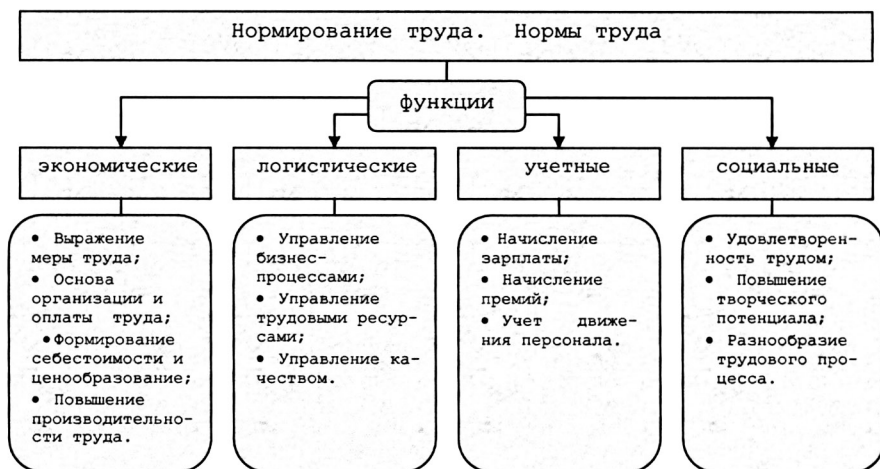 Нормирование труда. Нормы труда
функции
экономические
логистические
учетные
социальные
• Выражение
меры труда;
• Основа
организации и
оплаты труда;
•Формирование
себестоимости и
ценообразование;
• Повышение
производительно-
сти труда.
• Управление
бизнес-
процессами;
• Управление
трудовыми ресур-
сами;
• Управление ка-
чеством.
• Начисление
зарплаты;
• Начисление
премий;
• Учет движе-
ния персонала.
• Удовлетворен-
ность трудом;
• Повышение
творческого
потенциала;
• Разнообразие
трудового про-
цесса.